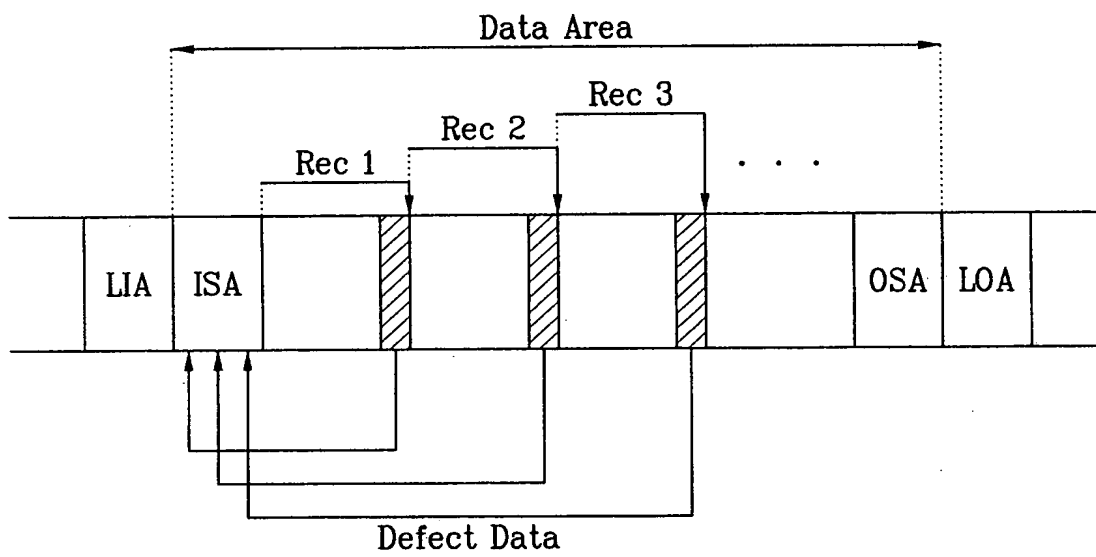 Data Area
Rec 3
Rec 2
Rec 1
. . .
LIA ISA OSA LOA
Defect Data